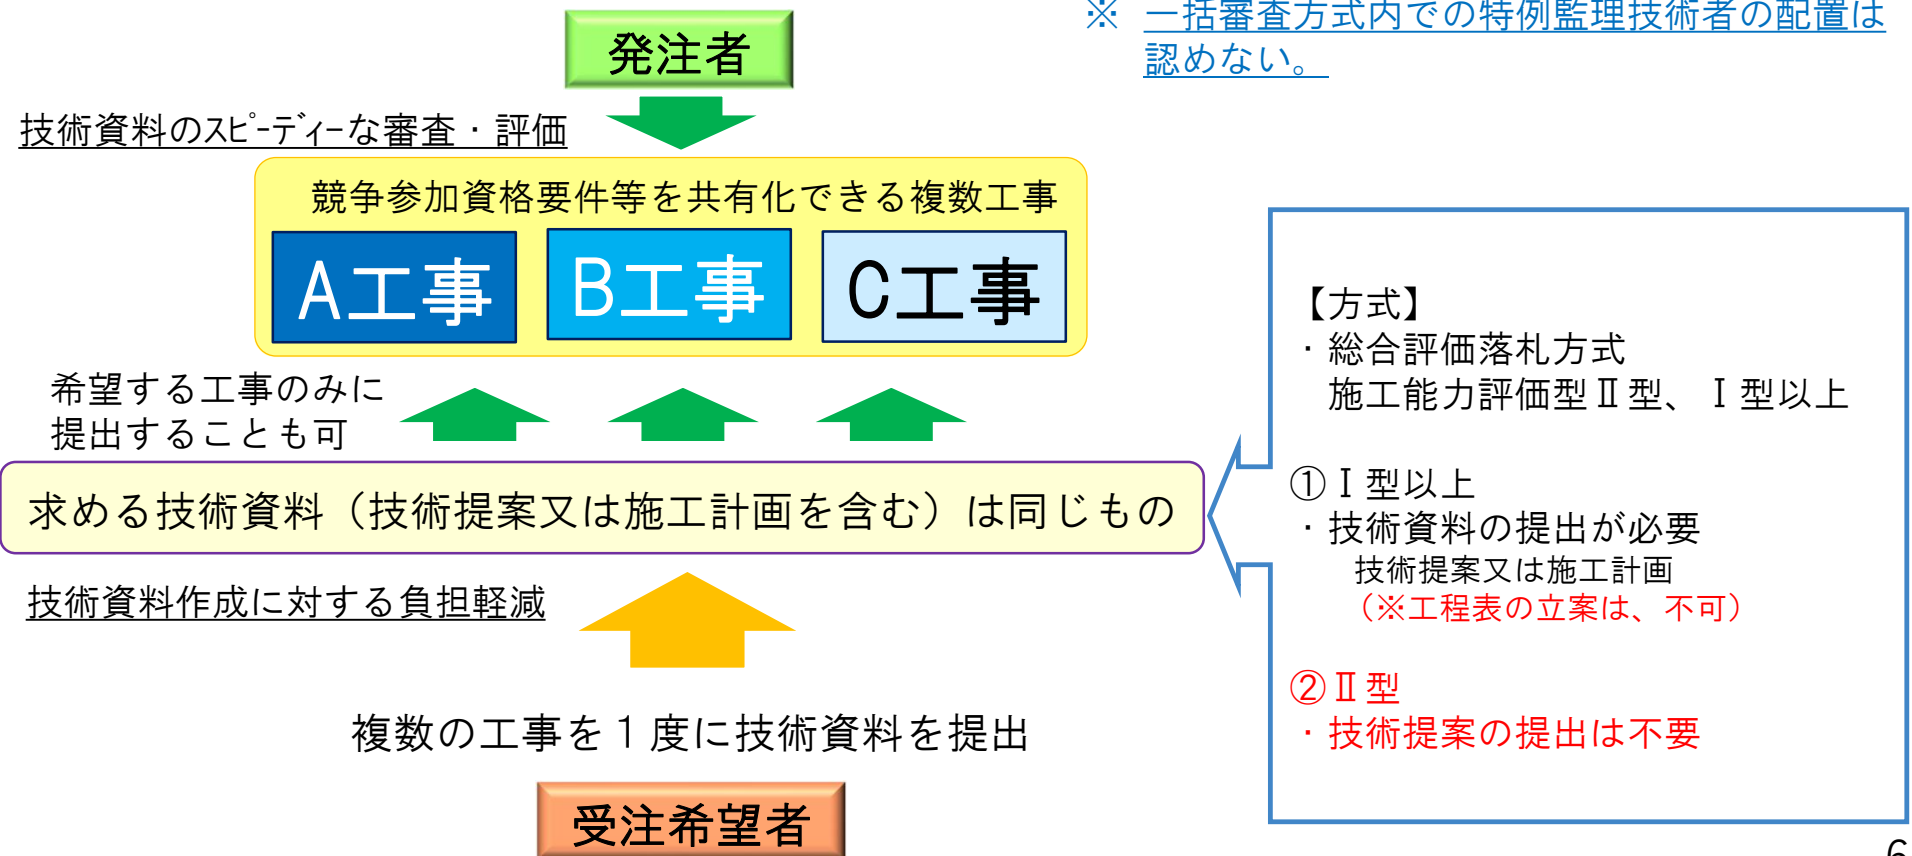 ※ 一括審査方式内での特例監理技術者の配置は
認めない。
発注者
技術資料のｽﾋﾟｰﾃﾞｨｰな審査・評価
競争参加資格要件等を共有化できる複数工事
A工事
B工事
C工事
希望する工事のみに
提出することも可
求める技術資料（技術提案又は施工計画を含む）は同じもの
技術資料作成に対する負担軽減
複数の工事を１度に技術資料を提出
受注希望者
【方式】
・総合評価落札方式
施工能力評価型Ⅱ型、Ⅰ型以上
①Ⅰ型以上
・技術資料の提出が必要
技術提案又は施工計画
（※工程表の立案は、不可）
②Ⅱ型
・技術提案の提出は不要
6